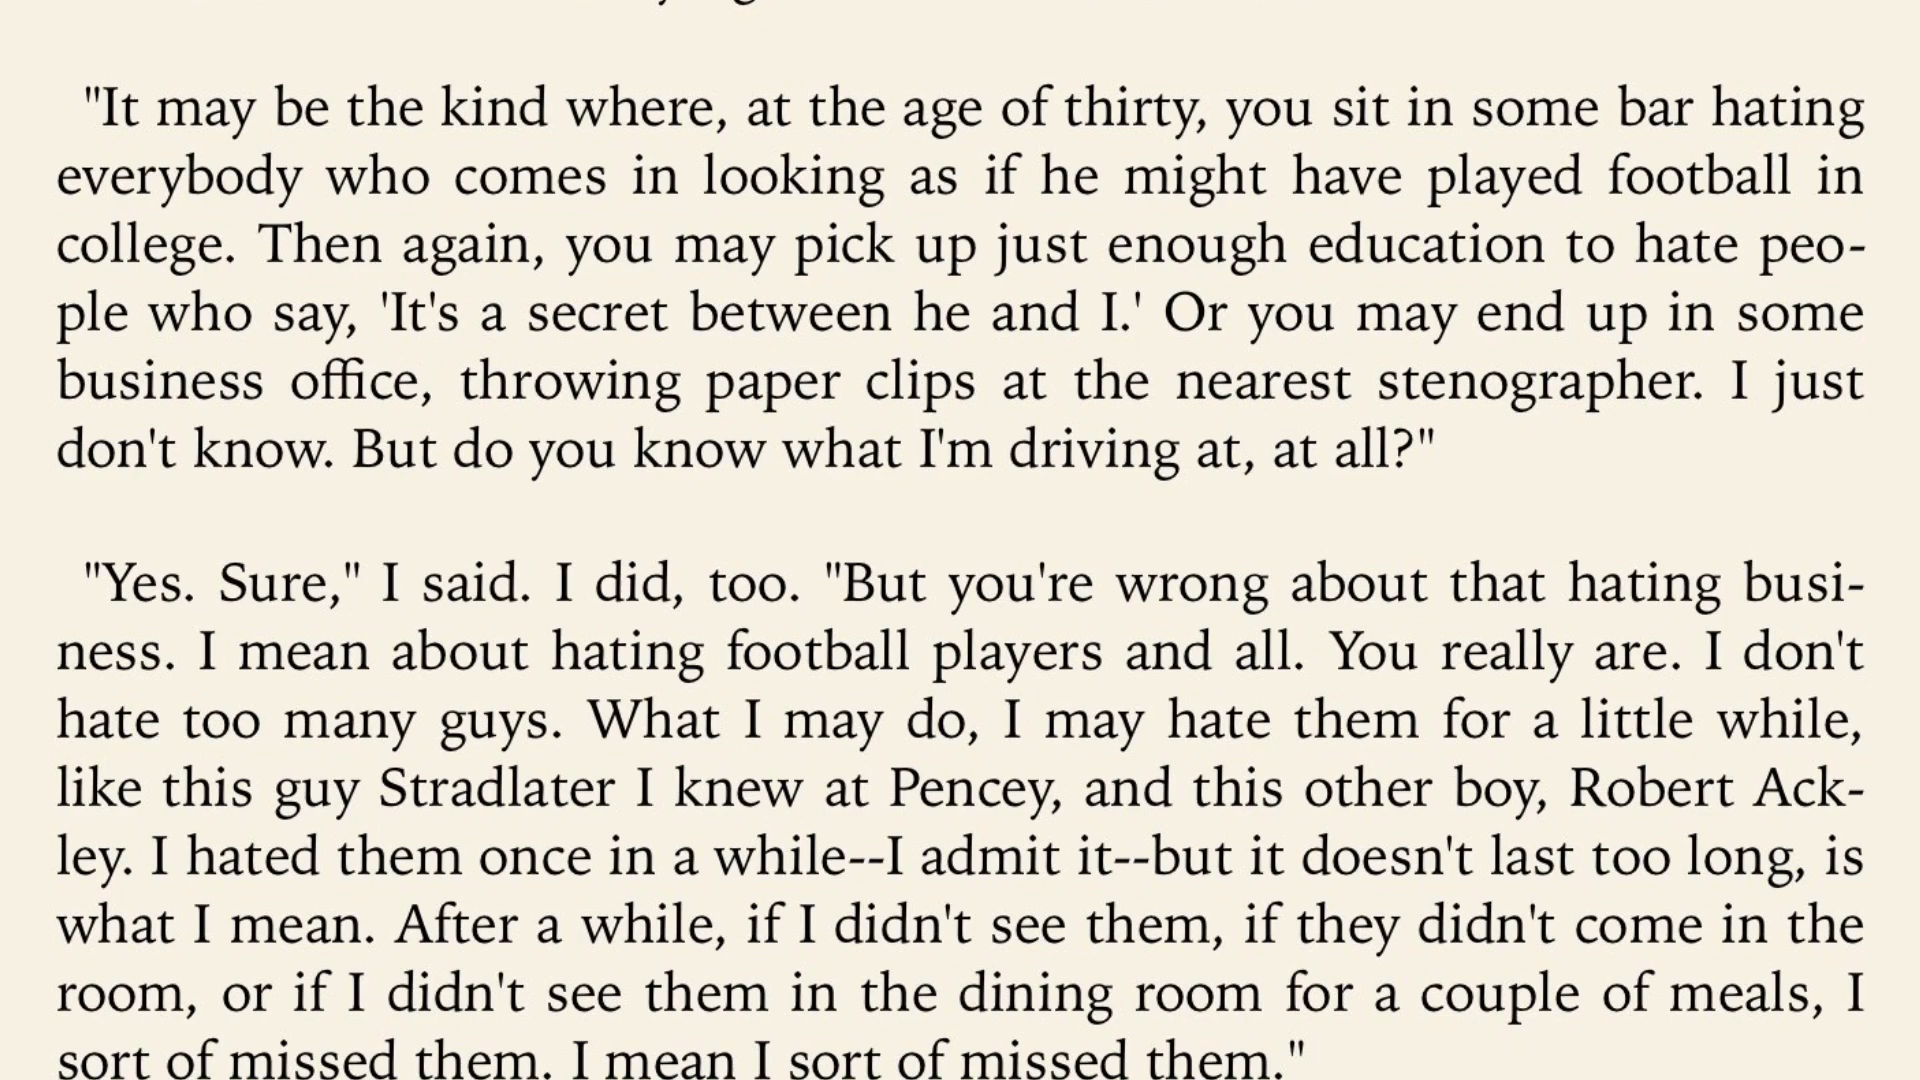 "It may be the kind where, at the age of thirty, you sit in some bar hating
everybody who comes in looking as if he might have played football in
college. Then again, you may pick up just enough education to hate peo-
ple who say, 'It's a secret between he and I.' Or you may end up in some
business office, throwing paper clips at the nearest stenographer. I just
don't know. But do you know what I'm driving at, at all?"
"Yes. Sure," I said. I did, too. "But you're wrong about that hating busi-
ness. I mean about hating football players and all. You really are. I don't
hate too many guys. What I may do, I may hate them for a little while,
like this guy Stradlater I knew at Pencey, and this other boy, Robert Ack-
ley. I hated them once in a while--I admit it--but it doesn't last too long, is
what I mean. After a while, if I didn't see them, if they didn't come in the
room, or if I didn't see them in the dining room for a couple of meals, I
sort of missed them. I mean I sort of missed them."